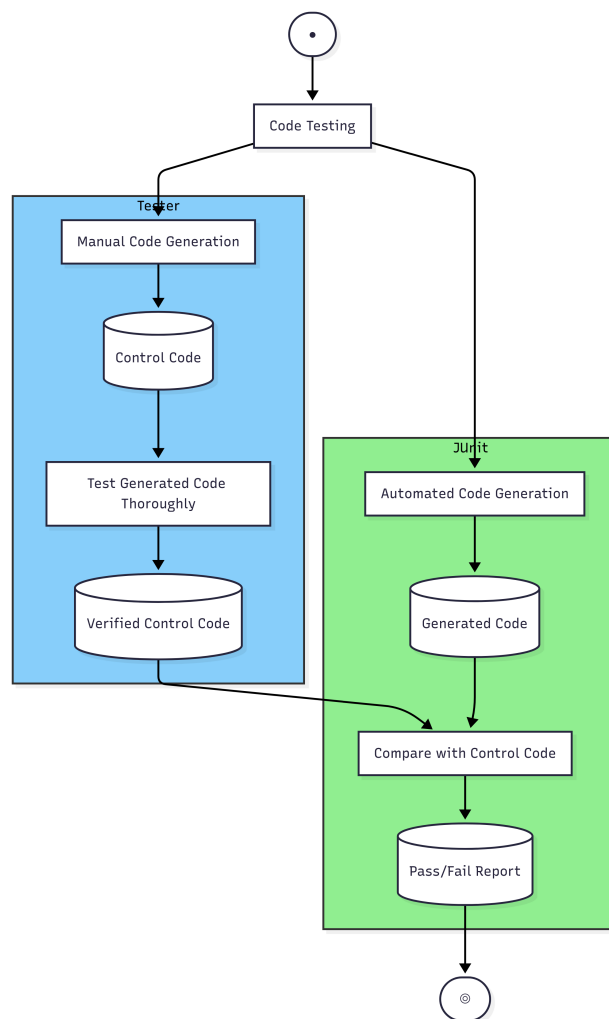 Code Testing
Tester
Manual Code Generation
Control Code
Test Generated Code
Thoroughly
Verified Control Code
JUnit
Automated Code Generation
Generated Code
Compare with Control Code
Pass/Fail Report